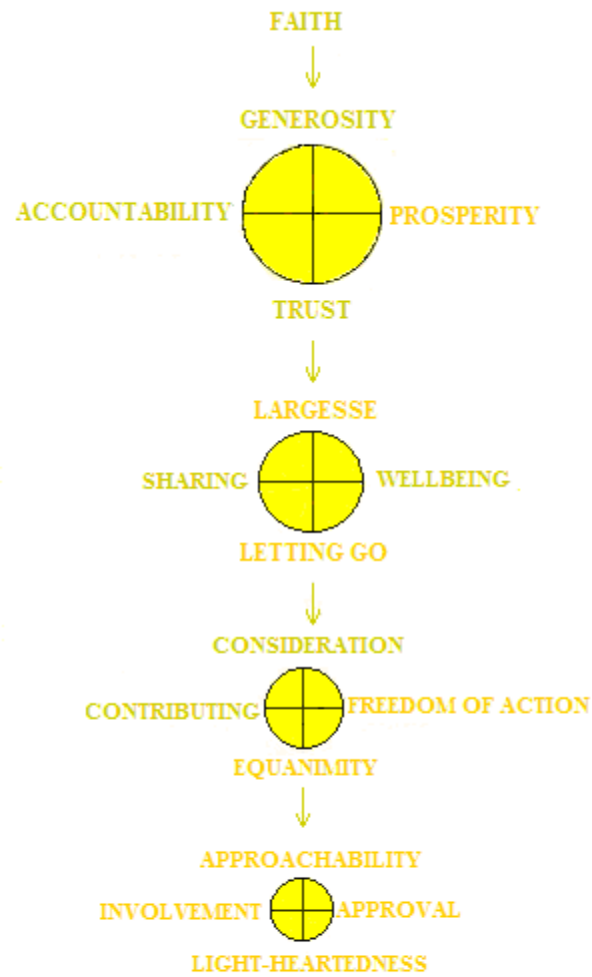 FAITH
GENEROSITY
ACCOUNTABILITY PROSPERITY
TRUST
LARGESSE
SHARING WELLBEING
LETTING GO
CONSIDERATION
CONTRIBUTING FREEDOM OF ACTION
EQUANIMITY
APPROACHABILITY
INVOLVEMENT APPROVAL
LIGHT-HEARTEDNESS